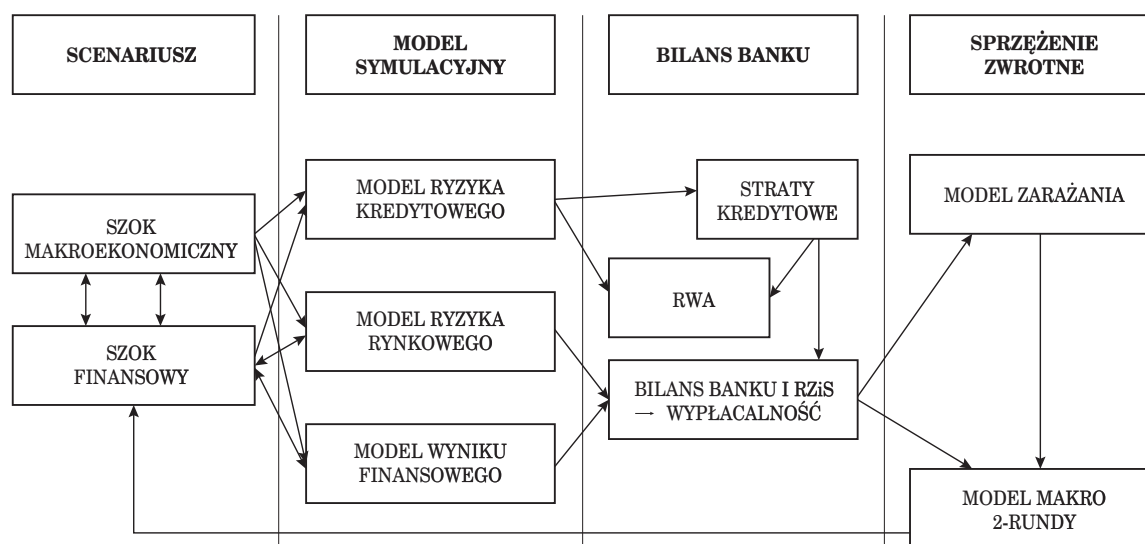 SCENARIUSZ
MODEL
SYMULACYJNY
BILANS BANKU
SPRZĘŻENIE
ZWROTNE
SZOK
MAKROEKONOMICZNY
SZOK
FINANSOWY
MODEL RYZYKA
KREDYTOWEGO
MODEL RYZYKA
RYNKOWEGO
MODEL WYNIKU
FINANSOWEGO
STRATY
KREDYTOWE
RWA
BILANS BANKU I RZiS
→ WYPŁACALNOŚĆ
MODEL ZARAŻANIA
MODEL MAKRO
2-RUNDY